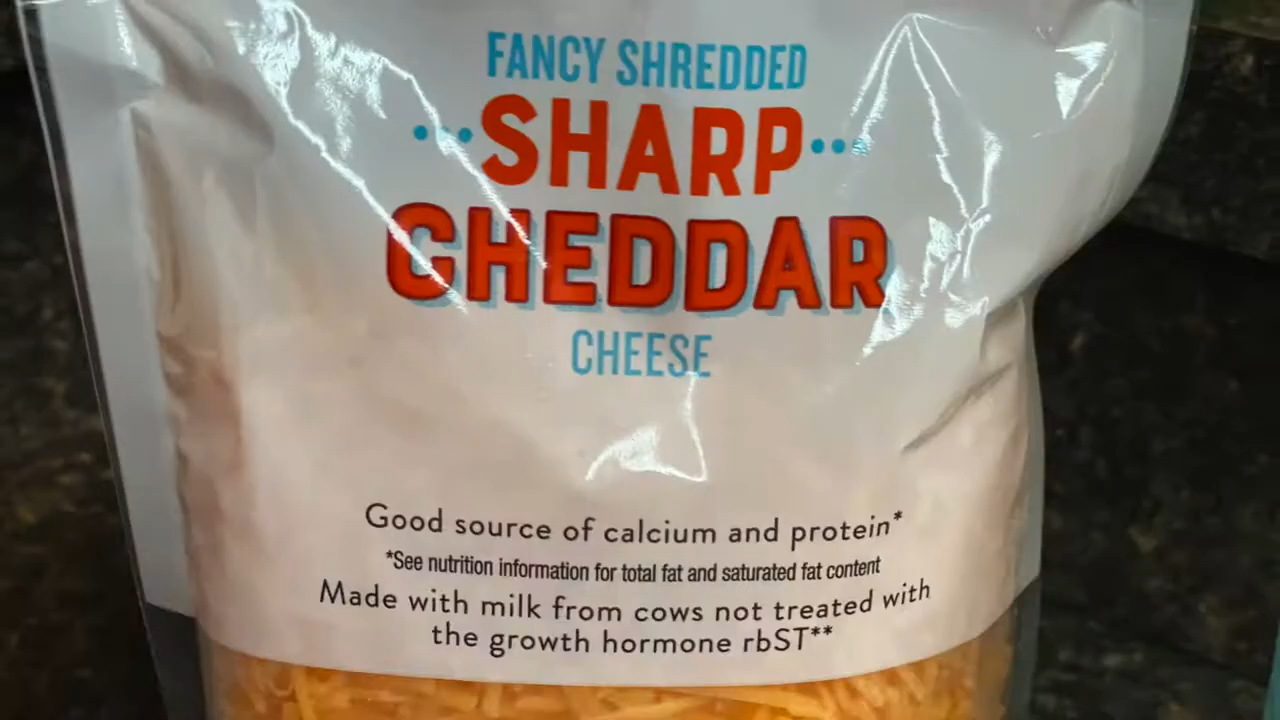 FANCY SHREDDED
SHARP
CHEDDAR
CHEESE
Good source of calcium and protein*
*See nutrition information for total fat and saturated fat content
Made with milk from cows not treated with
the growth hormone rbST**